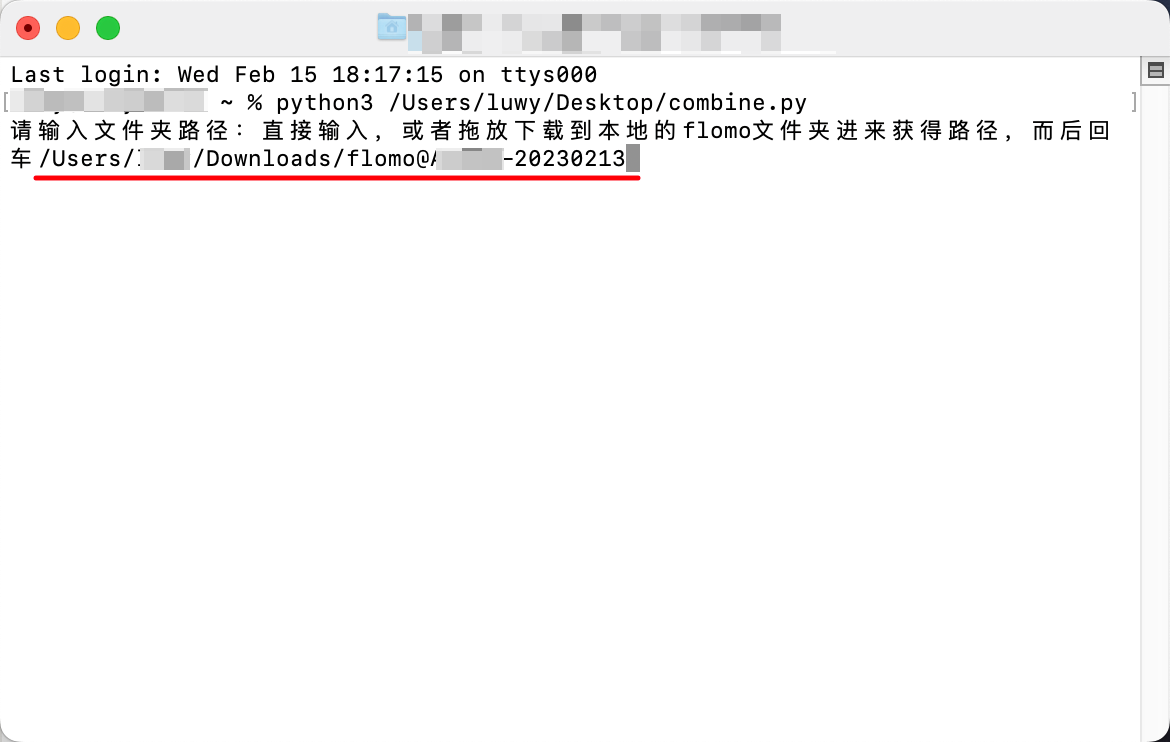 Last login: Wed Feb 15 18:17:15 on ttys000
~ % python3 /Users/luwy/Desktop/combine.py
请输入文件夹路径：直接输入，或者拖放下载到本地的flomo文件夹进来获得路径，而后回
车/Users/ /Downloads/flomo@ -20230213